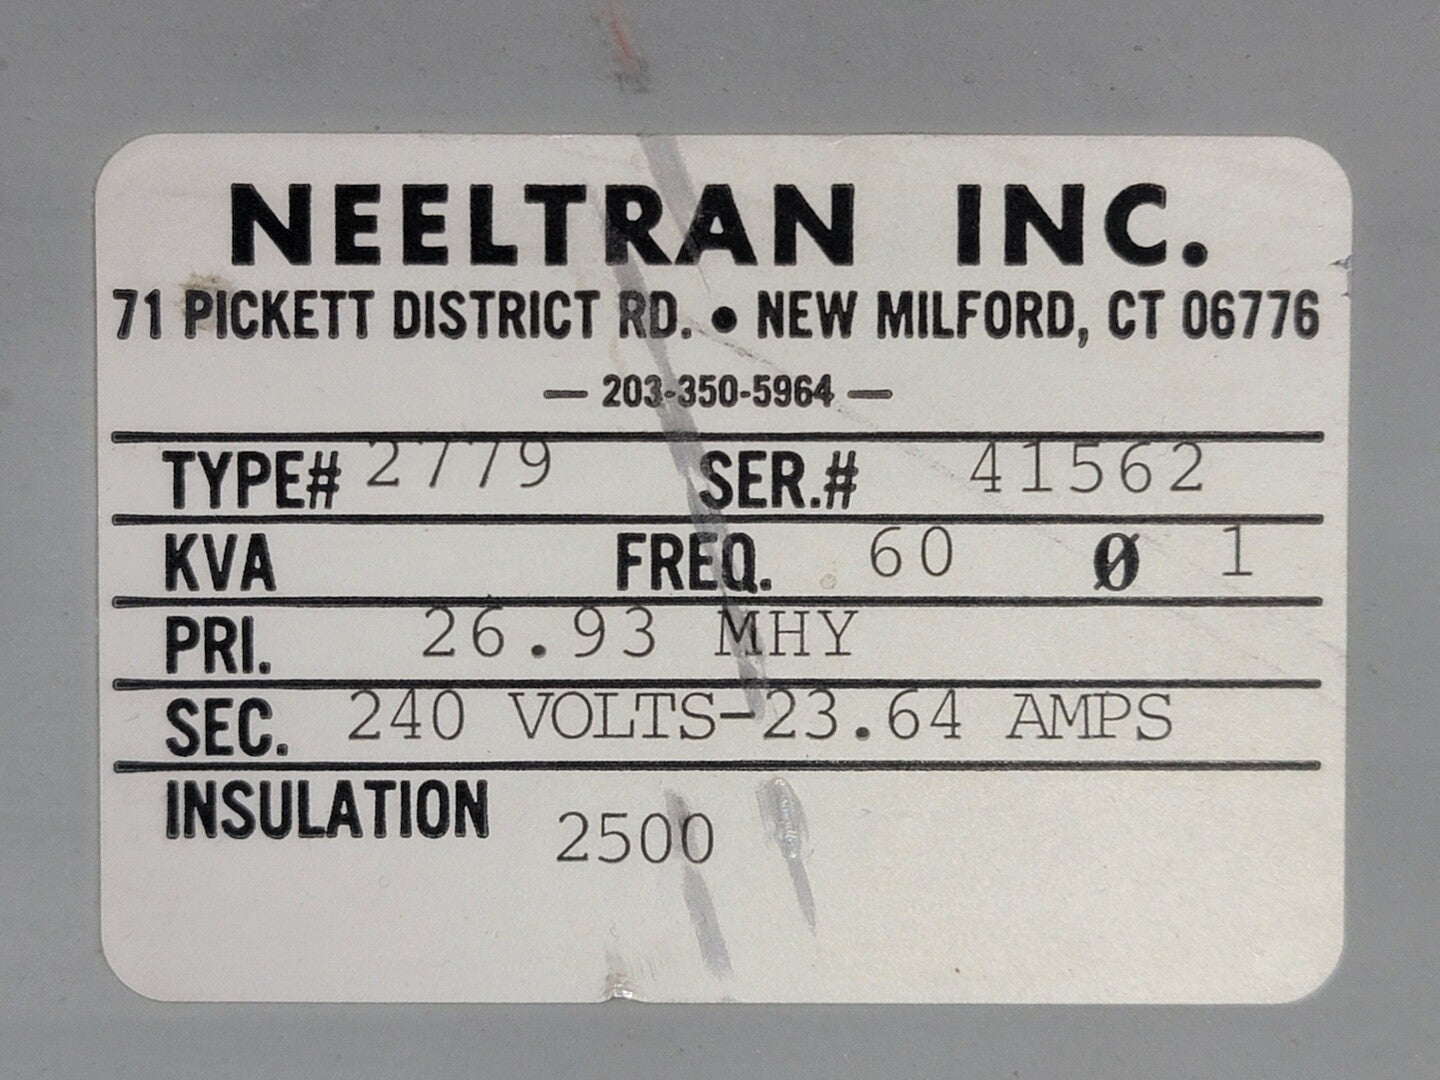 NEELTRAN INC.
71 PICKETT DISTRICT RD. • NEW MILFORD, CT 06776
— 203-350-5964 —
TYPE# 2779 SER.# 41562
KVA FREQ. 60 Ø 1
PRI. 26.93 MHY
SEC. 240 VOLTS-23.64 AMPS
INSULATION 2500